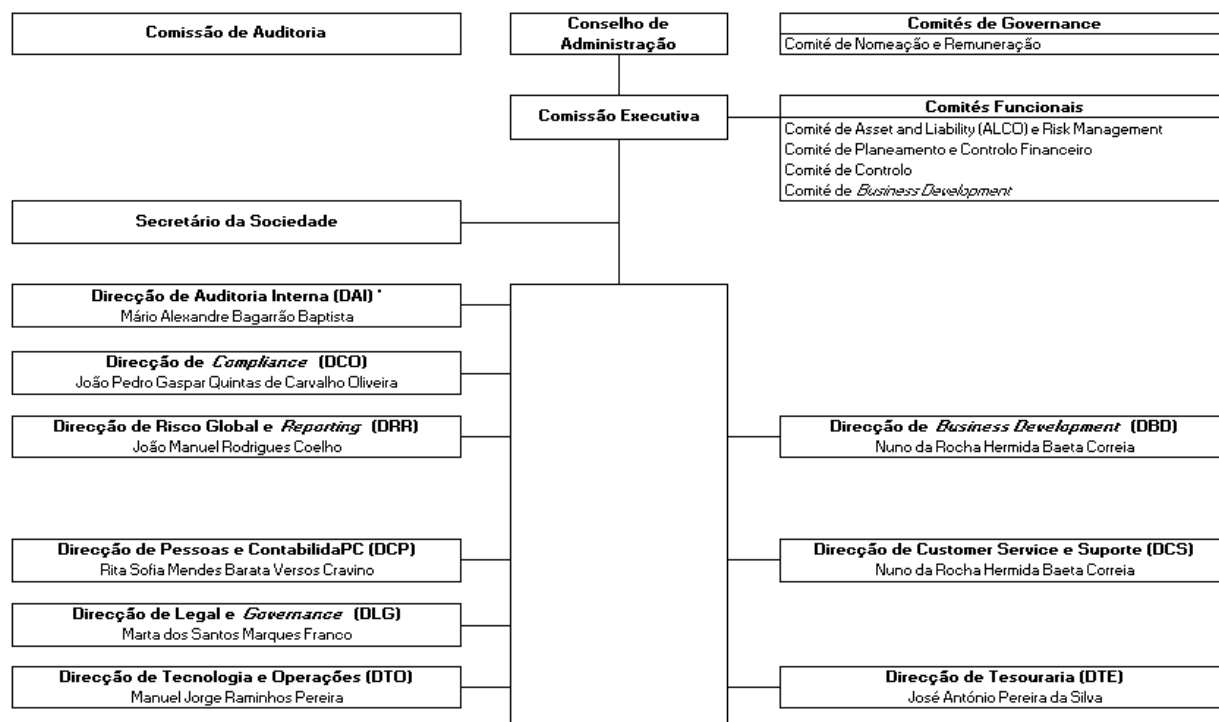 Comissão de Auditoria
Conselho de
Administração
Comités de Governance
Comité de Nomeação e Remuneração
Comissão Executiva
Comités Funcionais
Comité de Asset and Liability (ALCO) e Risk Management
Comité de Planeamento e Controlo Financeiro
Comité de Controlo
Comité de Business Development
Secretário da Sociedade
Direcção de Auditoria Interna (DAI) *
Mário Alexandre Bagarrão Baptista
Direcção de Compliance (DCO)
João Pedro Gaspar Quintas de Carvalho Oliveira
Direcção de Risco Global e Reporting (DRR)
João Manuel Rodrigues Coelho
Direcção de Business Development (DBD)
Nuno da Rocha Hermida Baeta Correia
Direcção de Pessoas e ContabilidaPC (DCP)
Rita Sofia Mendes Barata Versos Cravino
Direcção de Customer Service e Suporte (DCS)
Nuno da Rocha Hermida Baeta Correia
Direcção de Legal e Governance (DLG)
Marta dos Santos Marques Franco
Direcção de Tecnologia e Operações (DTO)
Manuel Jorge Raminhos Pereira
Direcção de Tesouraria (DTE)
José António Pereira da Silva